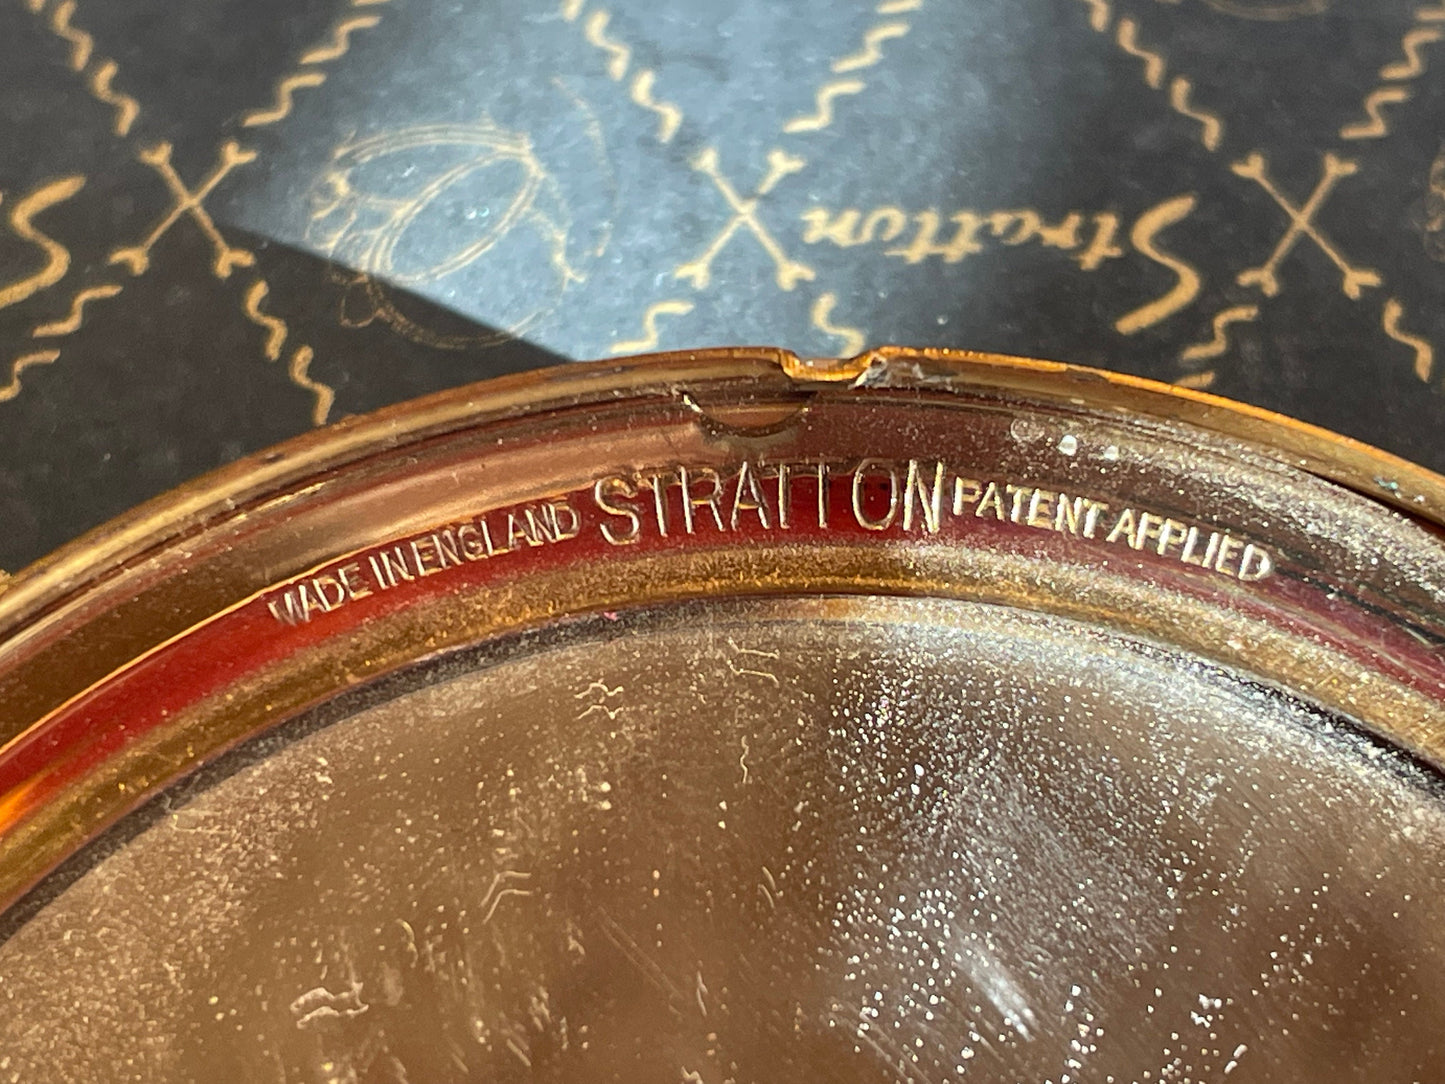 Stratton
MADE IN ENGLAND STRATTON PATENT APPLIED